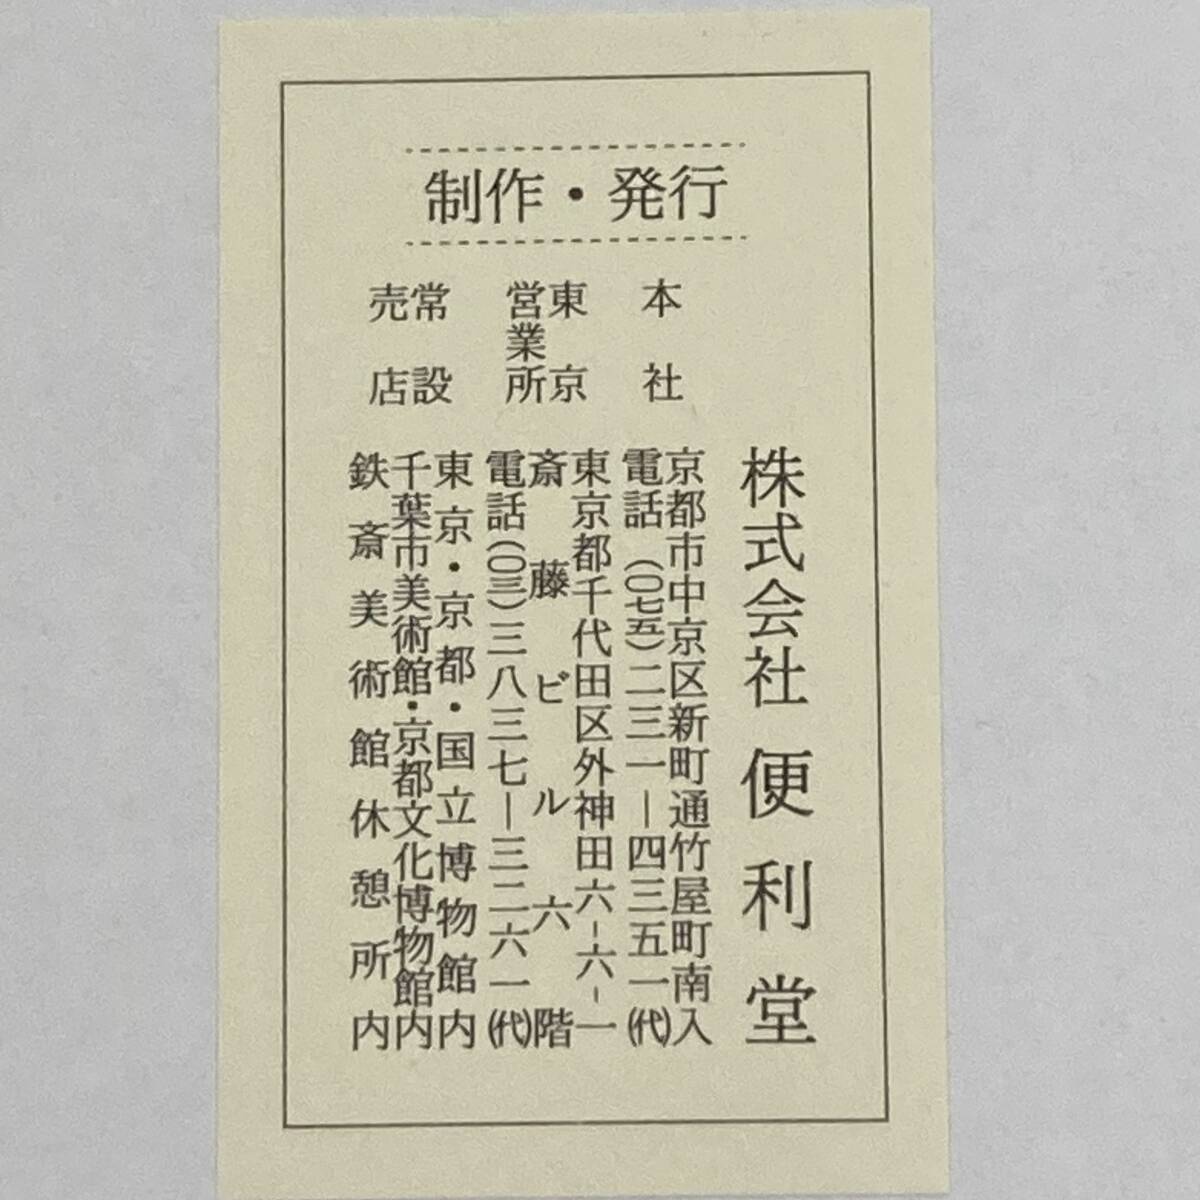 制作・発行
株式会社 便利堂
本社
京都市中京区新町通竹屋町南入
電話(〇七五)二三一―四三五一(代)
東京
営業所
東京都千代田区外神田六-六-一
斎藤ビル六階
電話(〇三)三八三七―三二六一(代)
常設
売店
東京・京都・国立博物館内
千葉市美術館・京都文化博物館内
鉄斎美術館休憩所内